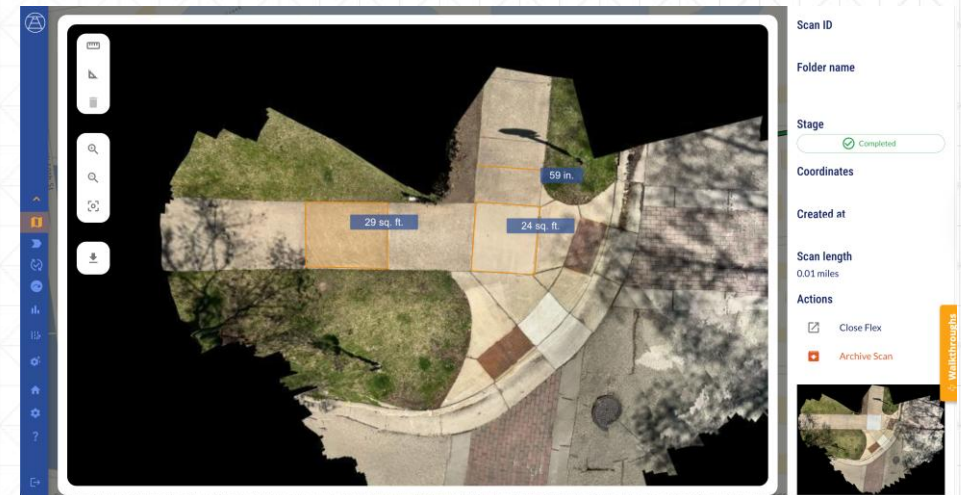 59 in.
29 sq. ft.
24 sq. ft.
Scan ID
Folder name
Stage
Completed
Coordinates
Created at
Scan length
0.01 miles
Actions
Close Flex
Archive Scan
Walkthroughs
?